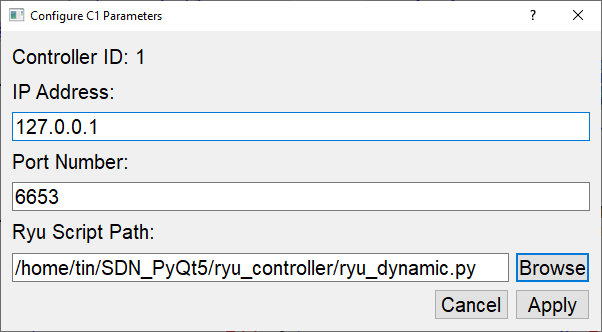 Configure C1 Parameters
Controller ID: 1
IP Address:
127.0.0.1
Port Number:
6653
Ryu Script Path:
/home/tin/SDN_PyQt5/ryu_controller/ryu_dynamic.py Browse
Cancel Apply